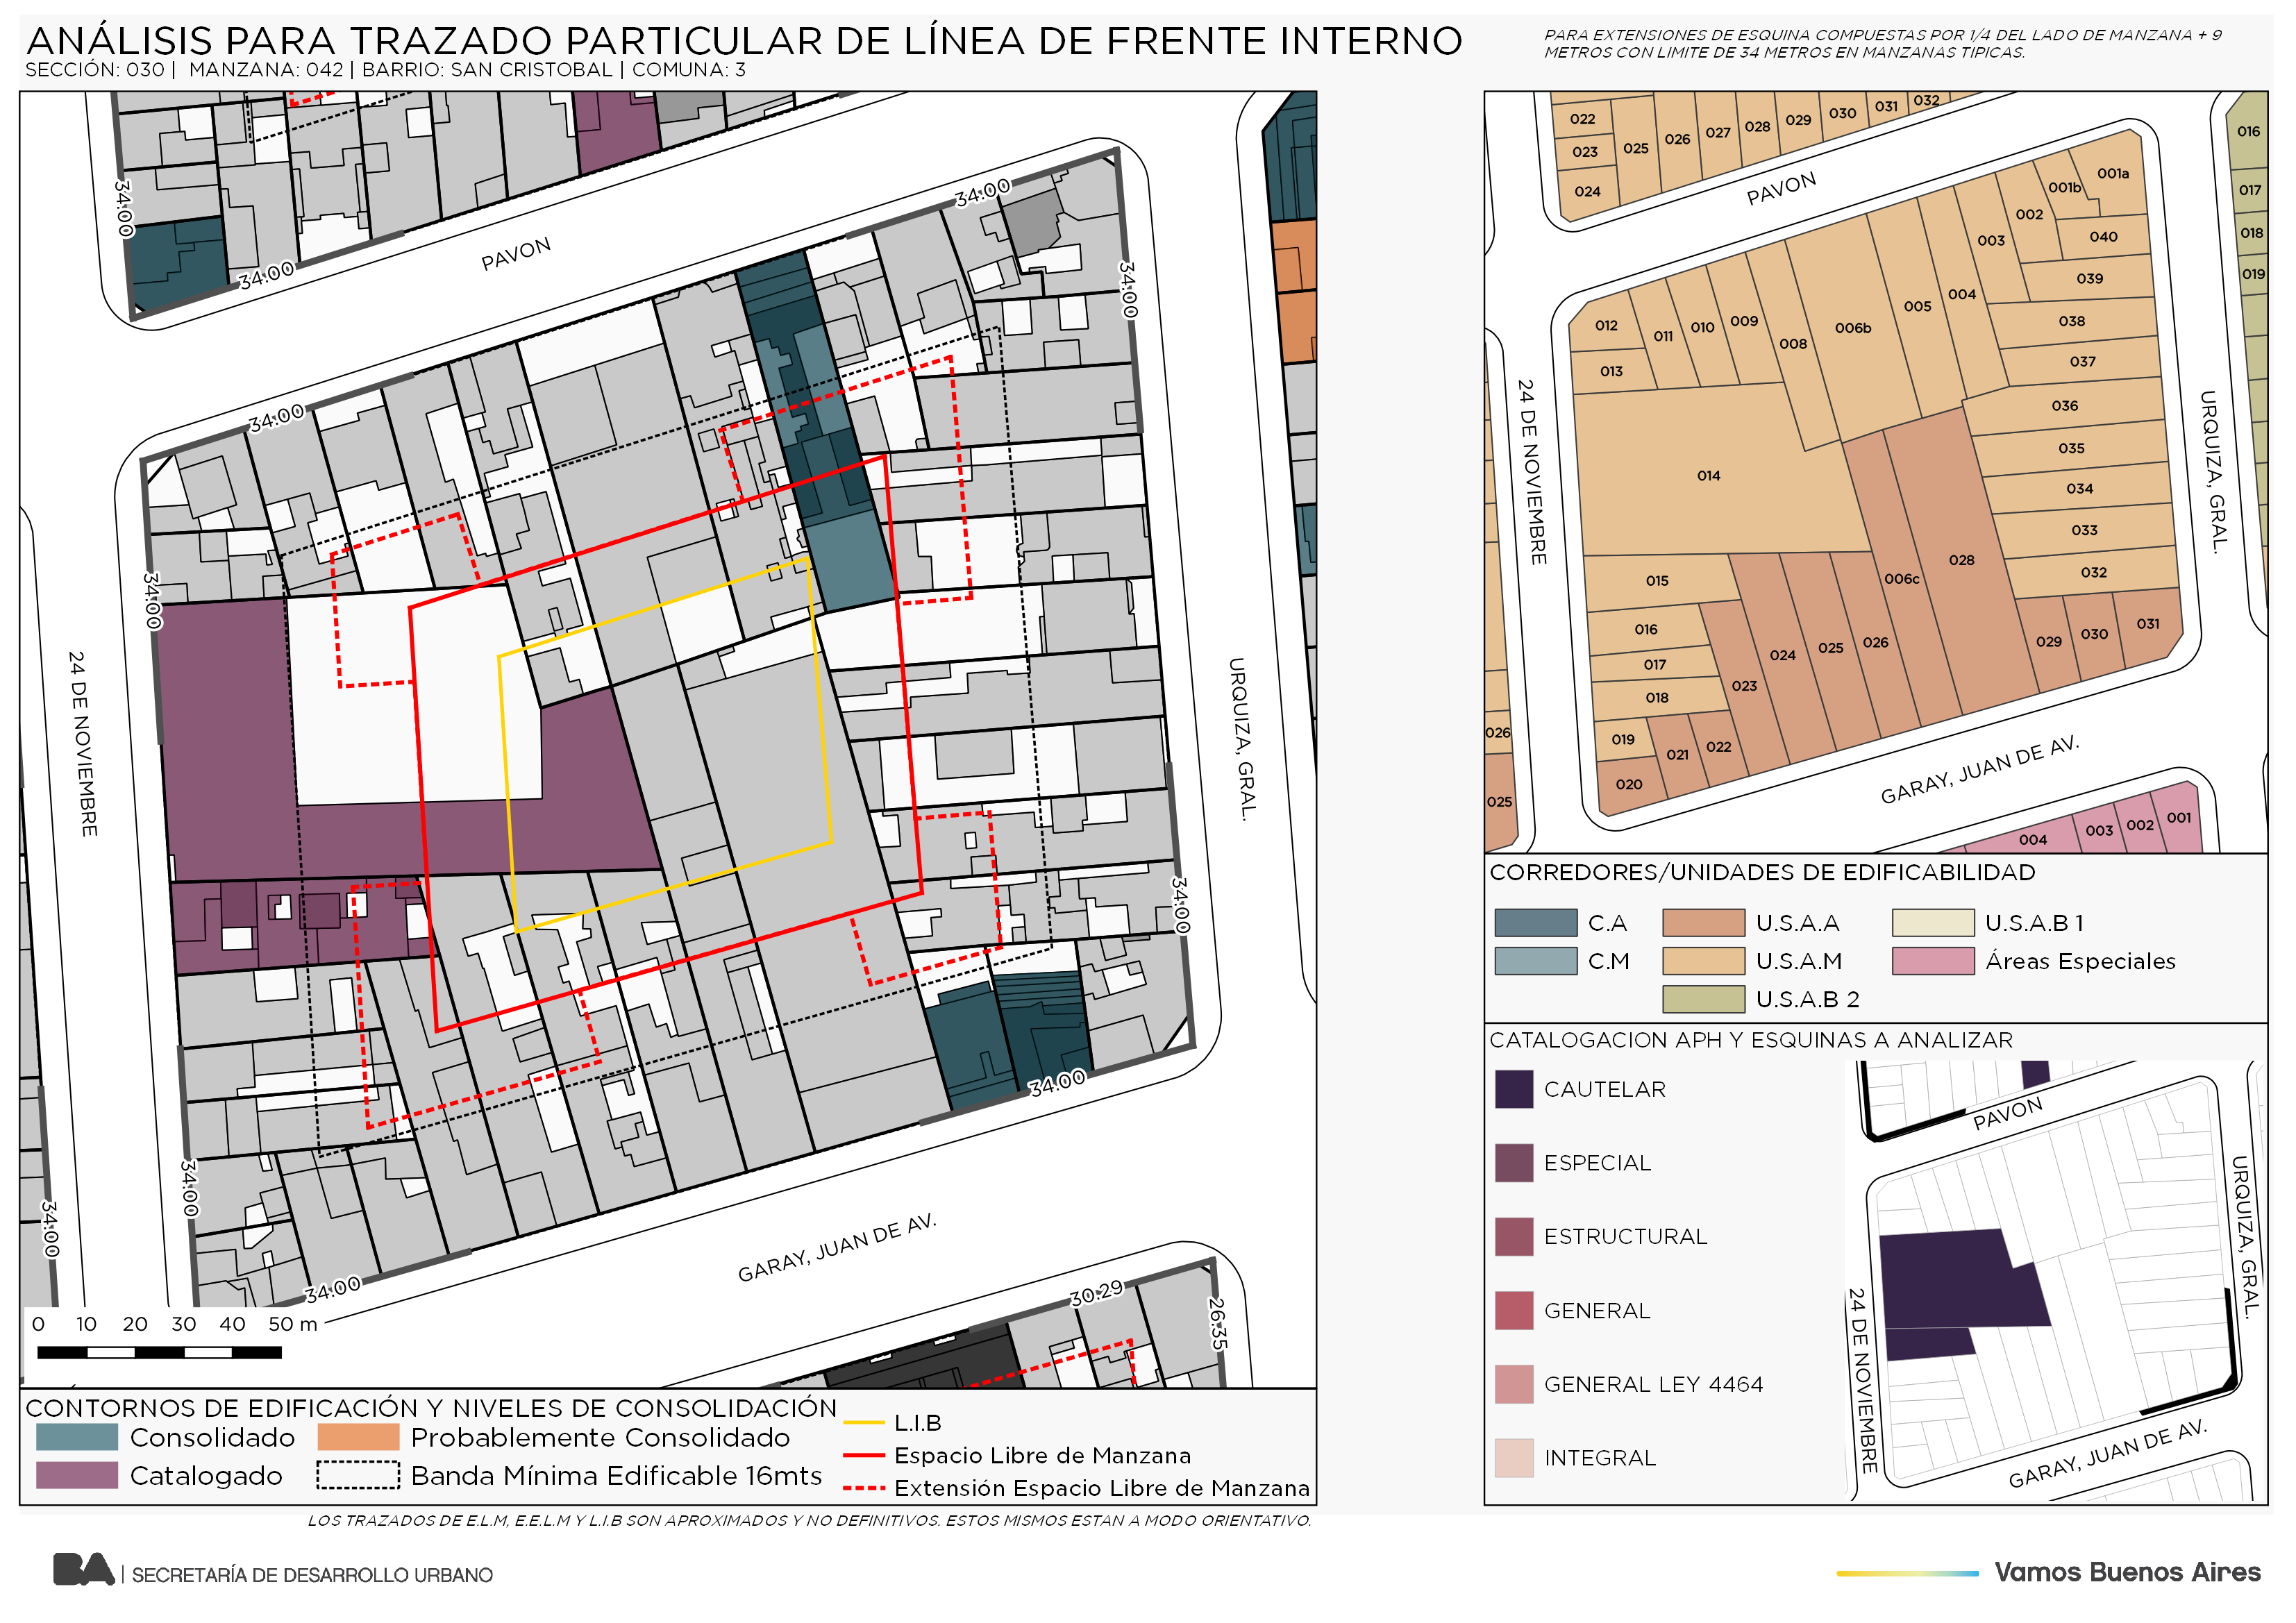 ANÁLISIS PARA TRAZADO PARTICULAR DE LÍNEA DE FRENTE INTERNO
SECCIÓN: 030 | MANZANA: 042 | BARRIO: SAN CRISTOBAL | COMUNA: 3
PARA EXTENSIONES DE ESQUINA COMPUESTAS POR 1/4 DEL LADO DE MANZANA + 9
METROS CON LIMITE DE 34 METROS EN MANZANAS TIPICAS.
34:00
34:00
PAVON
34:00
34:00
34:00
34:00
24 DE NOVIEMBRE
URQUIZA, GRAL.
34:00
34:00
34:00
34:00
34:00
GARAY, JUAN DE AV.
30:29
26:35
0 10 20 30 40 50 m
CONTORNOS DE EDIFICACIÓN Y NIVELES DE CONSOLIDACIÓN
Consolidado
Catalogado
Probablemente Consolidado
Banda Mínima Edificable 16mts
L.I.B
Espacio Libre de Manzana
Extensión Espacio Libre de Manzana
LOS TRAZADOS DE E.L.M, E.E.L.M Y L.I.B SON APROXIMADOS Y NO DEFINITIVOS. ESTOS MISMOS ESTAN A MODO ORIENTATIVO.
022
023
024
025
026
027
028
029
030
031
032
016
017
018
019
PAVON
001a
001b
002
003
004
005
006b
008
009
010
011
012
013
014
040
039
038
037
036
035
034
033
032
015
016
017
018
019
020
021
022
023
024
025
026
006c
028
029
030
031
026
025
24 DE NOVIEMBRE
URQUIZA, GRAL.
GARAY, JUAN DE AV.
004
003
002
001
CORREDORES/UNIDADES DE EDIFICABILIDAD
C.A
C.M
U.S.A.A
U.S.A.M
U.S.A.B 2
U.S.A.B 1
Áreas Especiales
CATALOGACION APH Y ESQUINAS A ANALIZAR
CAUTELAR
ESPECIAL
ESTRUCTURAL
GENERAL
GENERAL LEY 4464
INTEGRAL
PAVON
URQUIZA, GRAL.
24 DE NOVIEMBRE
GARAY, JUAN DE AV.
BA | SECRETARÍA DE DESARROLLO URBANO
Vamos Buenos Aires